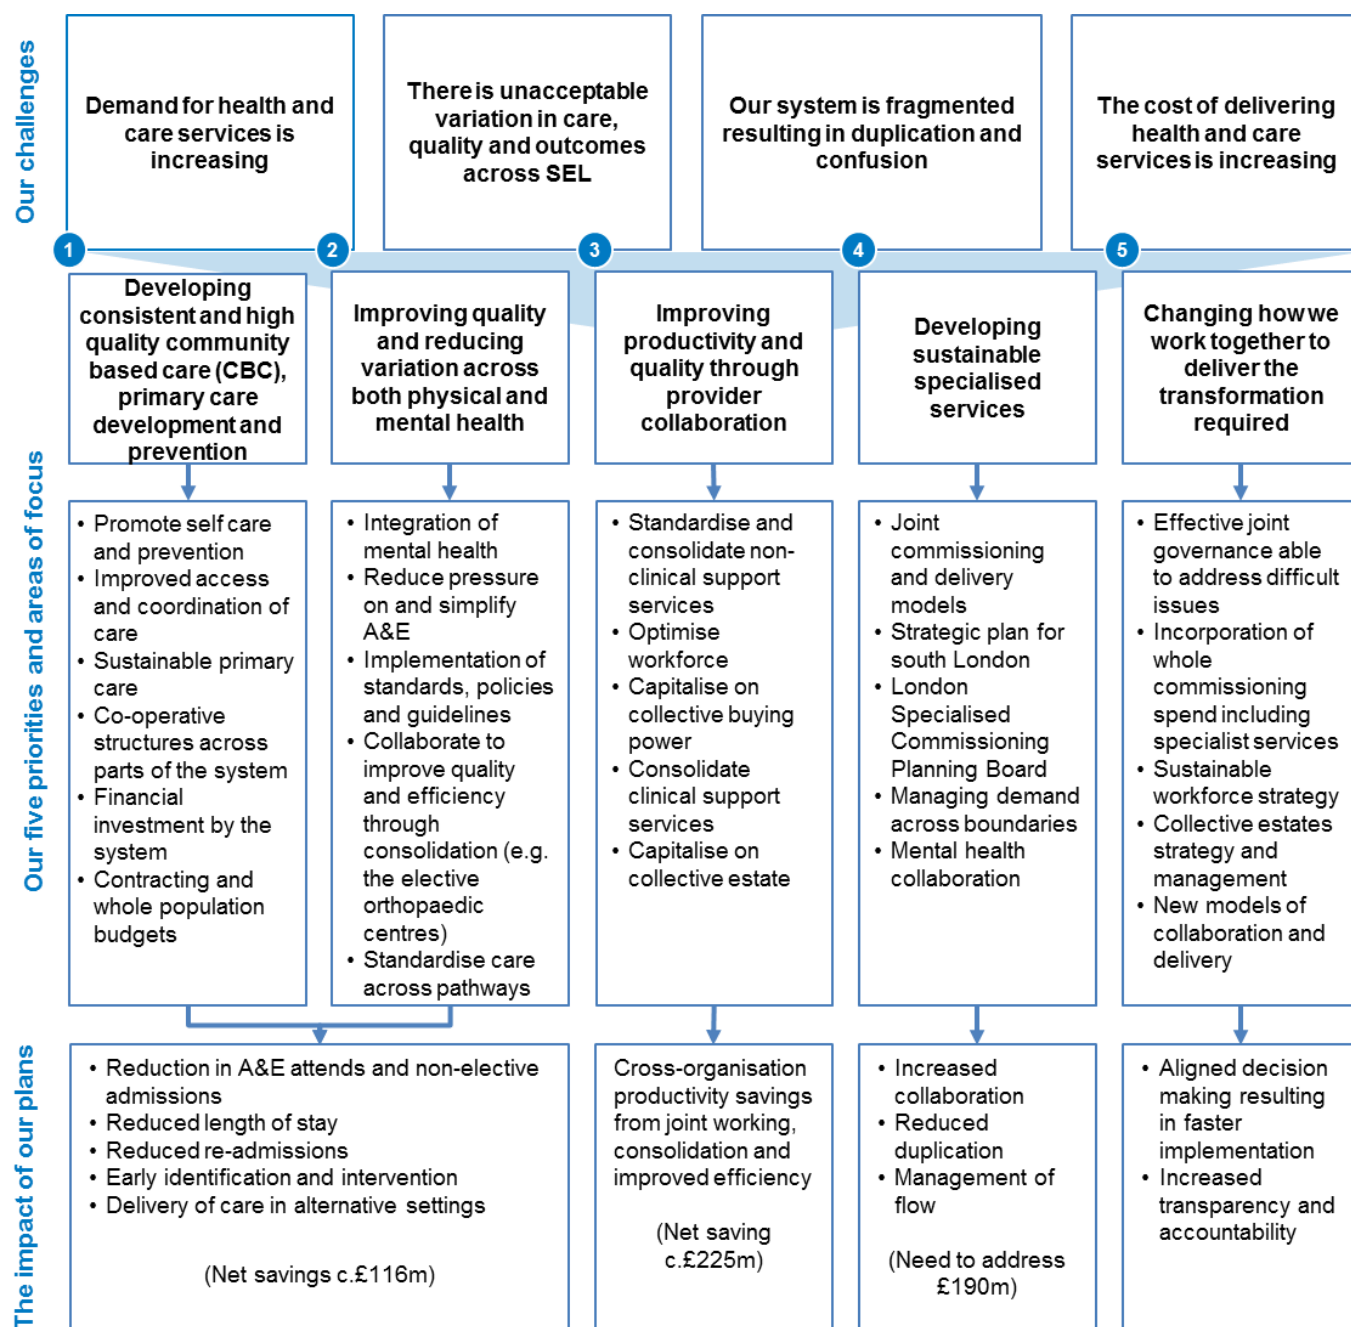 Our challenges
Demand for health and
care services is
increasing
There is unacceptable
variation in care,
quality and outcomes
across SEL
Our system is fragmented
resulting in duplication and
confusion
The cost of delivering
health and care
services is increasing
Our five priorities and areas of focus
1
Developing
consistent and high
quality community
based care (CBC),
primary care
development and
prevention
2
Improving quality
and reducing
variation across
both physical and
mental health
3
Improving
productivity and
quality through
provider
collaboration
4
Developing
sustainable
specialised
services
5
Changing how we
work together to
deliver the
transformation
required
• Promote self care
and prevention
• Improved access
and coordination of
care
• Sustainable primary
care
• Co-operative
structures across
parts of the system
• Financial
investment by the
system
• Contracting and
whole population
budgets
• Integration of
mental health
• Reduce pressure
on and simplify
A&E
• Implementation of
standards, policies
and guidelines
• Collaborate to
improve quality
and efficiency
through
consolidation (e.g.
the elective
orthopaedic
centres)
• Standardise care
across pathways
• Standardise and
consolidate non-
clinical support
services
• Optimise
workforce
• Capitalise on
collective buying
power
• Consolidate
clinical support
services
• Capitalise on
collective estate
• Joint
commissioning
and delivery
models
• Strategic plan for
south London
• London
Specialised
Commissioning
Planning Board
• Managing demand
across boundaries
• Mental health
collaboration
• Effective joint
governance able
to address difficult
issues
• Incorporation of
whole
commissioning
spend including
specialist services
• Sustainable
workforce strategy
• Collective estates
strategy and
management
• New models of
collaboration and
delivery
The impact of our plans
• Reduction in A&E attends and non-elective
admissions
• Reduced length of stay
• Reduced re-admissions
• Early identification and intervention
• Delivery of care in alternative settings
(Net savings c.£116m)
Cross-organisation
productivity savings
from joint working,
consolidation and
improved efficiency
(Net saving
c.£225m)
• Increased
collaboration
• Reduced
duplication
• Management of
flow
(Need to address
£190m)
• Aligned decision
making resulting
in faster
implementation
• Increased
transparency and
accountability